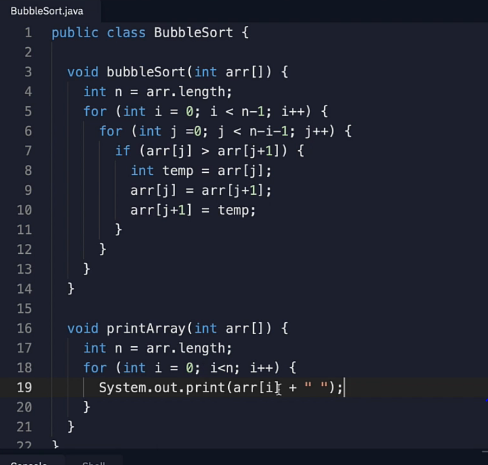 BubbleSort.java
1 public class BubbleSort {
2
3 void bubbleSort(int arr[]) {
4 int n = arr.length;
5 for (int i = 0; i < n-1; i++) {
6 for (int j =0; j < n-i-1; j++) {
7 if (arr[j] > arr[j+1]) {
8 int temp = arr[j];
9 arr[j] = arr[j+1];
10 arr[j+1] = temp;
11 }
12 }
13 }
14 }
15
16 void printArray(int arr[]) {
17 int n = arr.length;
18 for (int i = 0; i<n; i++) {
19 System.out.print(arr[i] + " ");
20 }
21 }
22 }
Console Shell